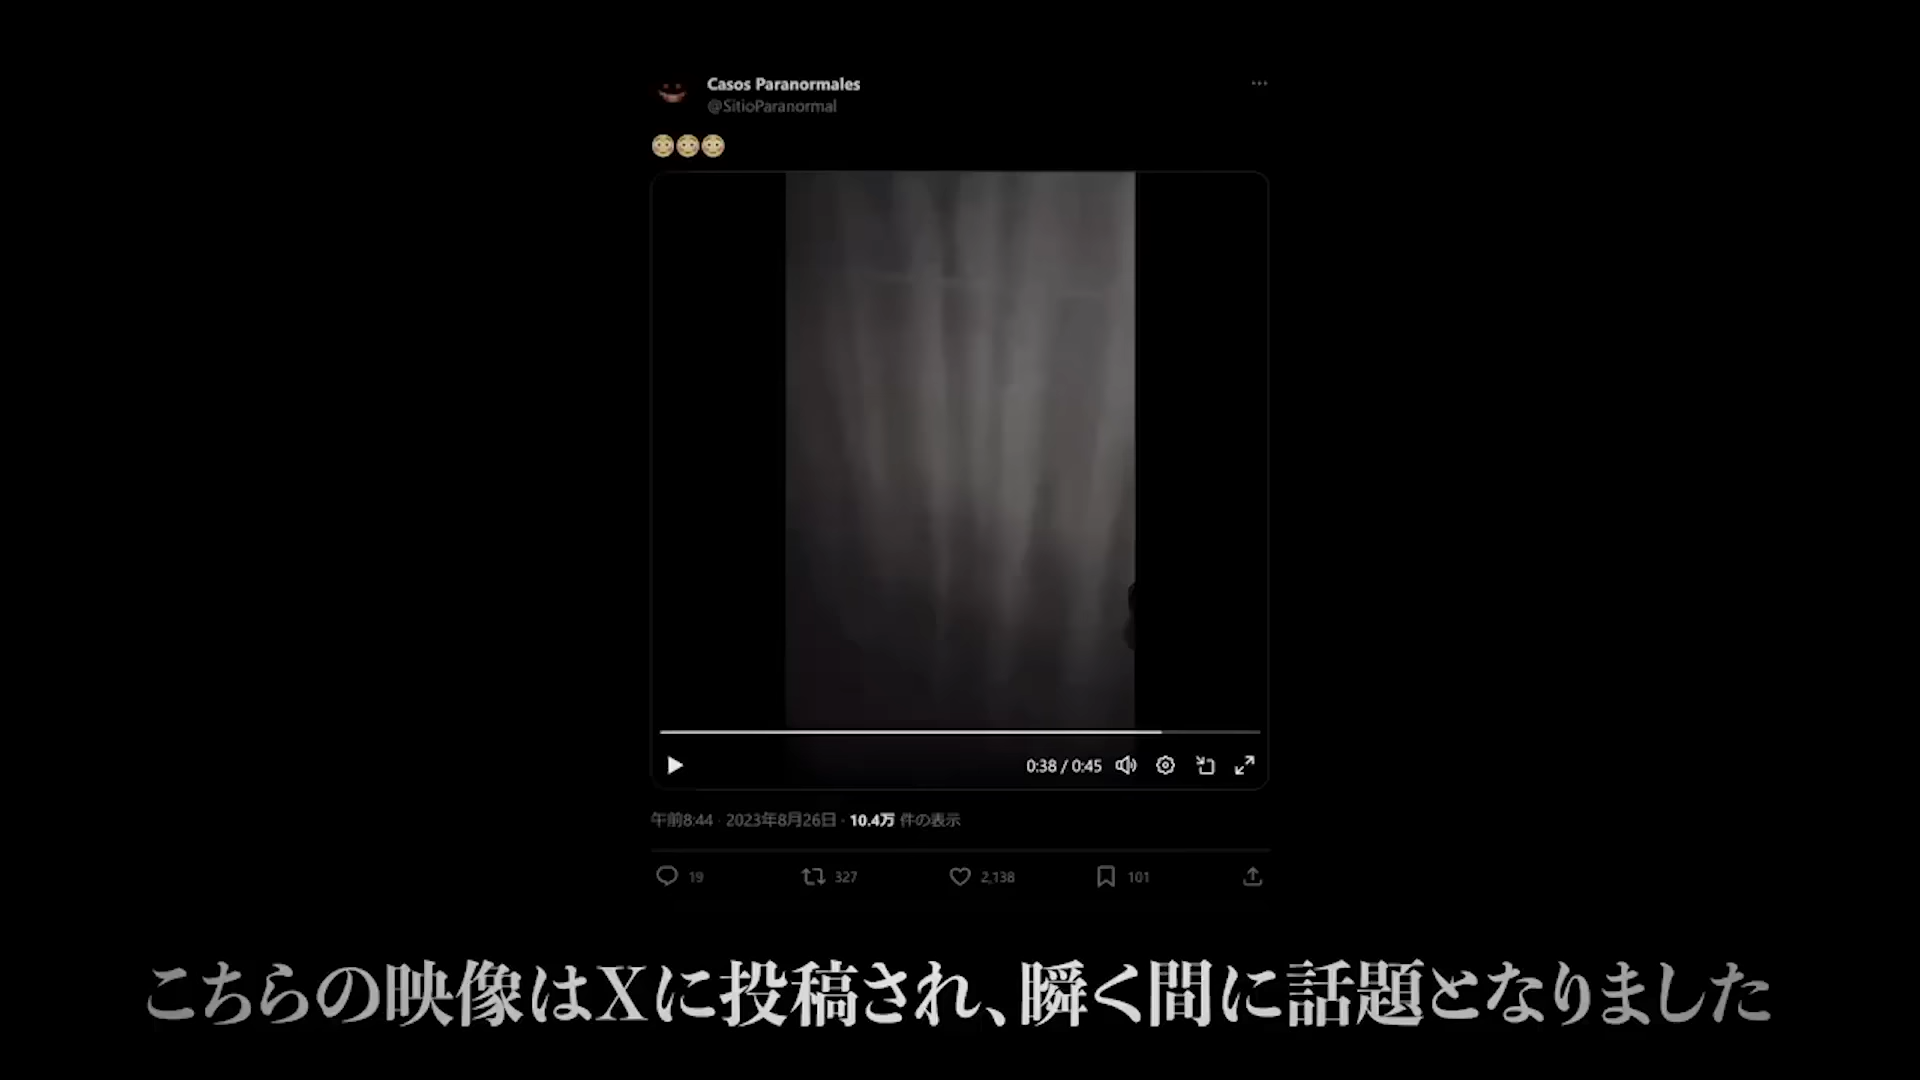 Casos Paranormales
@SitioParanormal
😳😳😳
0:38 / 0:45
午前8:44 · 2023年8月26日 · 10.4万 件の表示
19 327 2,138 101
こちらの映像はXに投稿され、瞬く間に話題となりました